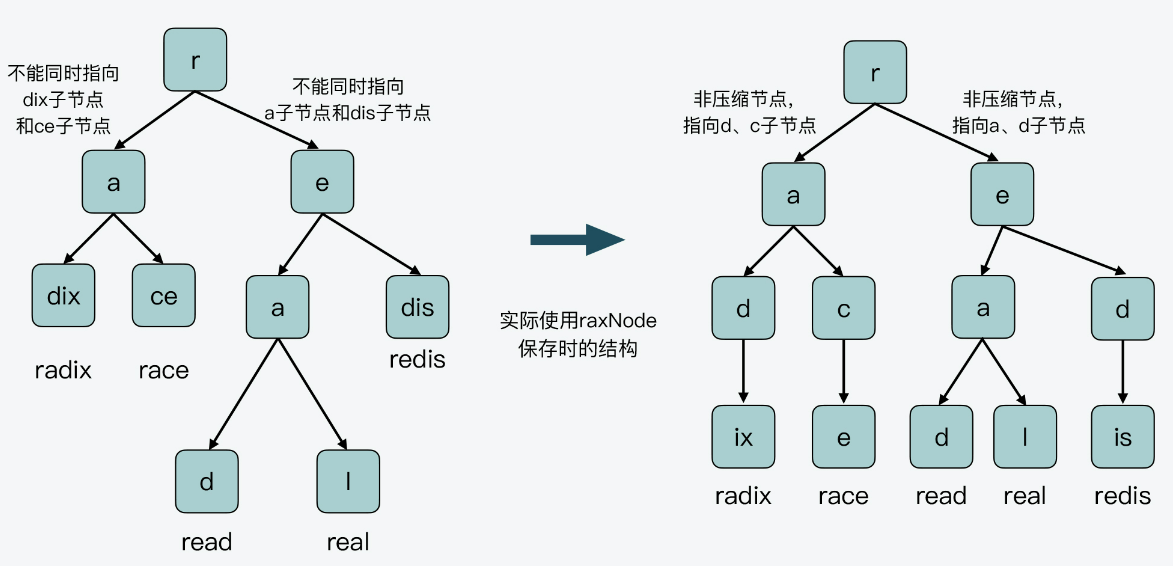 r
不能同时指向
dix子节点
和ce子节点
不能同时指向
a子节点和dis子节点
a
e
dix
ce
a
dis
radix
race
redis
d
l
read
real
实际使用raxNode
保存时的结构
r
非压缩节点，
指向d、c子节点
非压缩节点，
指向a、d子节点
a
e
d
c
a
d
ix
e
d
l
is
radix
race
read
real
redis